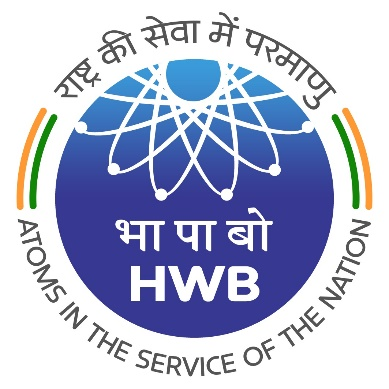 राष्ट्र की सेवा में परमाणु
भा पा बो
HWB
ATOMS IN THE SERVICE OF THE NATION